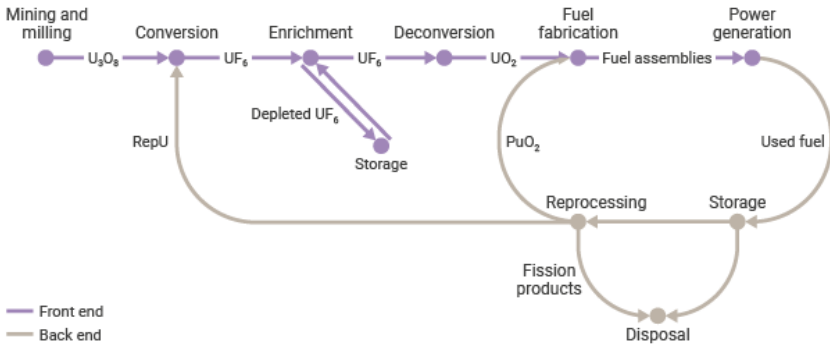 Mining and
milling
Conversion
Enrichment
Deconversion
Fuel
fabrication
Power
generation
U₃O₈
UF₆
UF₆
UO₂
Fuel assemblies
Depleted UF₆
Storage
RepU
PuO₂
Used fuel
Reprocessing
Storage
Fission
products
Disposal
Front end
Back end